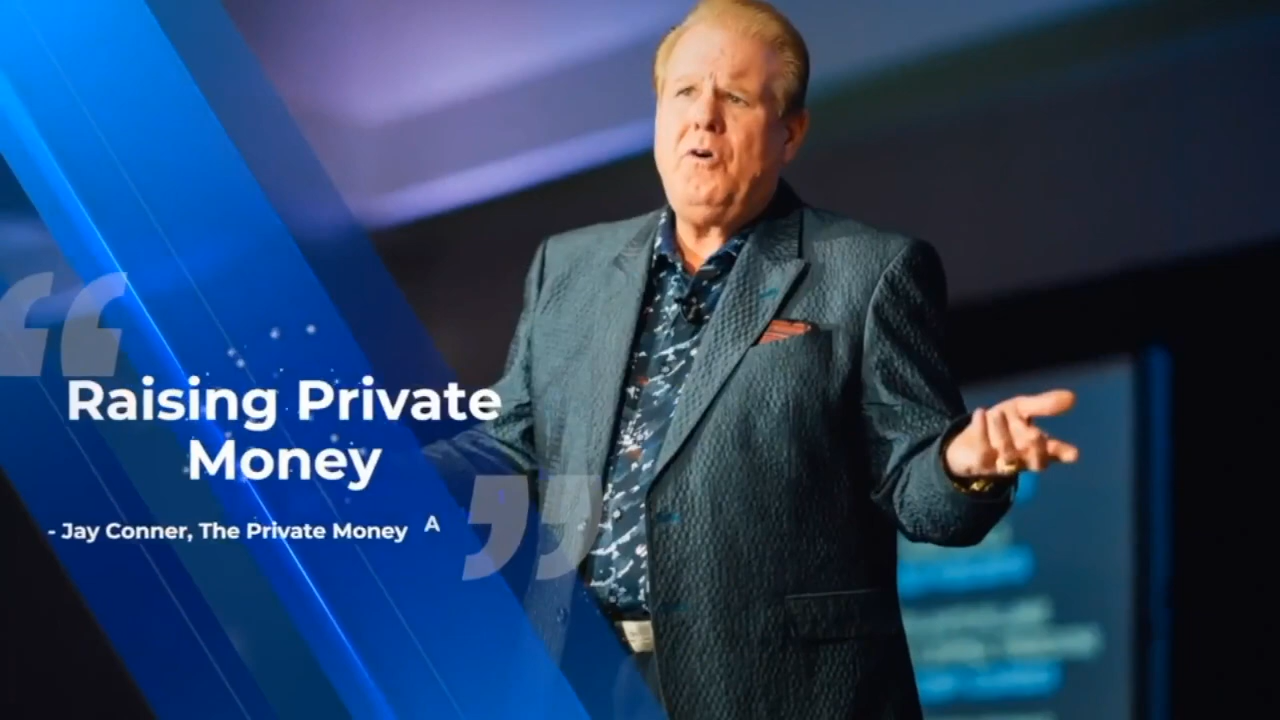 “
Raising Private
Money
”
- Jay Conner, The Private Money A